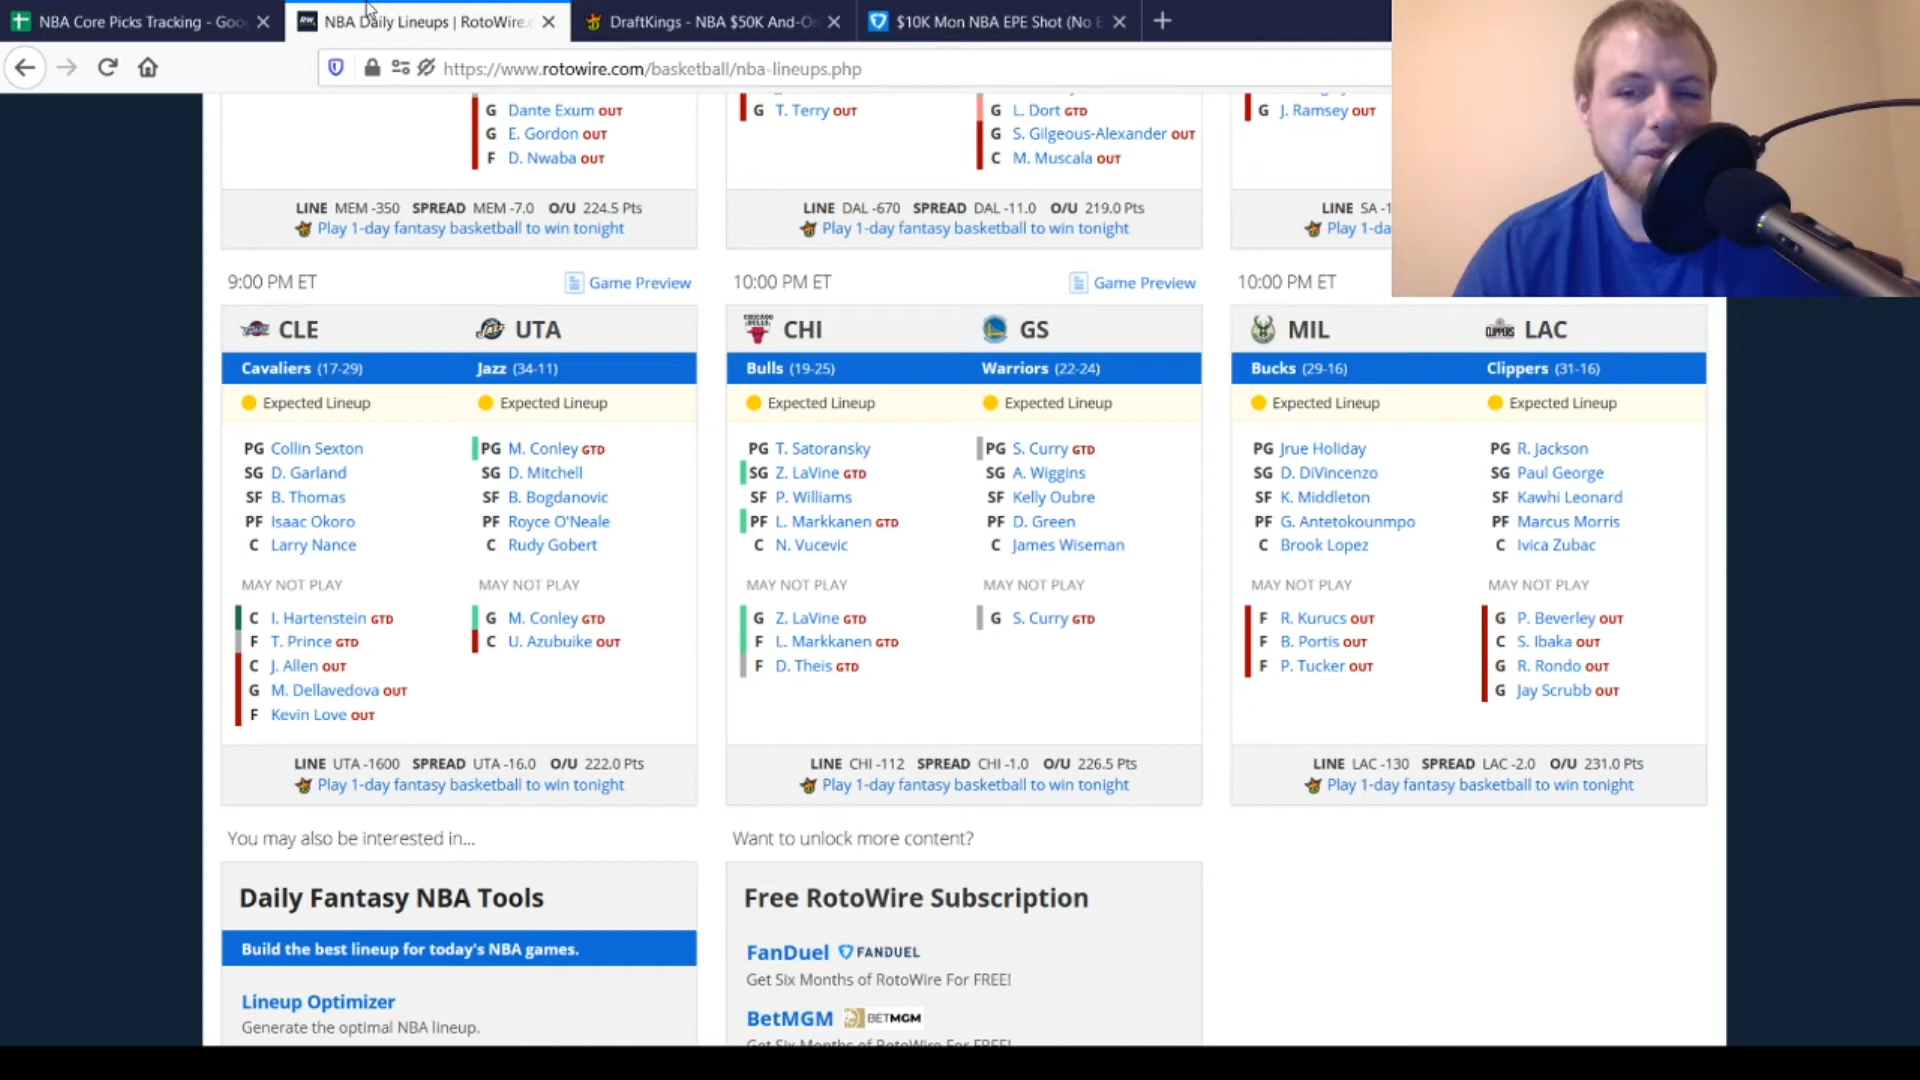 NBA Core Picks Tracking - Goo
NBA Daily Lineups | RotoWire.c
DraftKings - NBA $50K And-On
$10K Mon NBA EPE Shot (No E
https://www.rotowire.com/basketball/nba-lineups.php
G Dante Exum OUT
G E. Gordon OUT
F D. Nwaba OUT
LINE MEM -350 SPREAD MEM -7.0 O/U 224.5 Pts
Play 1-day fantasy basketball to win tonight
G T. Terry OUT
G L. Dort GTD
G S. Gilgeous-Alexander OUT
C M. Muscala OUT
LINE DAL -670 SPREAD DAL -11.0 O/U 219.0 Pts
Play 1-day fantasy basketball to win tonight
G J. Ramsey OUT
LINE SA -1
Play 1-da
9:00 PM ET
Game Preview
CLE
UTA
Cavaliers (17-29)
Jazz (34-11)
Expected Lineup
Expected Lineup
PG Collin Sexton
SG D. Garland
SF B. Thomas
PF Isaac Okoro
C Larry Nance
MAY NOT PLAY
C I. Hartenstein GTD
F T. Prince GTD
C J. Allen OUT
G M. Dellavedova OUT
F Kevin Love OUT
PG M. Conley GTD
SG D. Mitchell
SF B. Bogdanovic
PF Royce O'Neale
C Rudy Gobert
MAY NOT PLAY
G M. Conley GTD
C U. Azubuike OUT
LINE UTA -1600 SPREAD UTA -16.0 O/U 222.0 Pts
Play 1-day fantasy basketball to win tonight
10:00 PM ET
Game Preview
CHICAGO BULLS
CHI
GS
Bulls (19-25)
Warriors (22-24)
Expected Lineup
Expected Lineup
PG T. Satoransky
SG Z. LaVine GTD
SF P. Williams
PF L. Markkanen GTD
C N. Vucevic
MAY NOT PLAY
G Z. LaVine GTD
F L. Markkanen GTD
F D. Theis GTD
PG S. Curry GTD
SG A. Wiggins
SF Kelly Oubre
PF D. Green
C James Wiseman
MAY NOT PLAY
G S. Curry GTD
LINE CHI -112 SPREAD CHI -1.0 O/U 226.5 Pts
Play 1-day fantasy basketball to win tonight
10:00 PM ET
MIL
CLIPPERS
LAC
Bucks (29-16)
Clippers (31-16)
Expected Lineup
Expected Lineup
PG Jrue Holiday
SG D. DiVincenzo
SF K. Middleton
PF G. Antetokounmpo
C Brook Lopez
MAY NOT PLAY
F R. Kurucs OUT
F B. Portis OUT
F P. Tucker OUT
PG R. Jackson
SG Paul George
SF Kawhi Leonard
PF Marcus Morris
C Ivica Zubac
MAY NOT PLAY
G P. Beverley OUT
C S. Ibaka OUT
G R. Rondo OUT
G Jay Scrubb OUT
LINE LAC -130 SPREAD LAC -2.0 O/U 231.0 Pts
Play 1-day fantasy basketball to win tonight
You may also be interested in...
Daily Fantasy NBA Tools
Build the best lineup for today's NBA games.
Lineup Optimizer
Generate the optimal NBA lineup.
Want to unlock more content?
Free RotoWire Subscription
FanDuel FANDUEL
Get Six Months of RotoWire For FREE!
BetMGM BETMGM
Get Six Months of RotoWire For FREE!